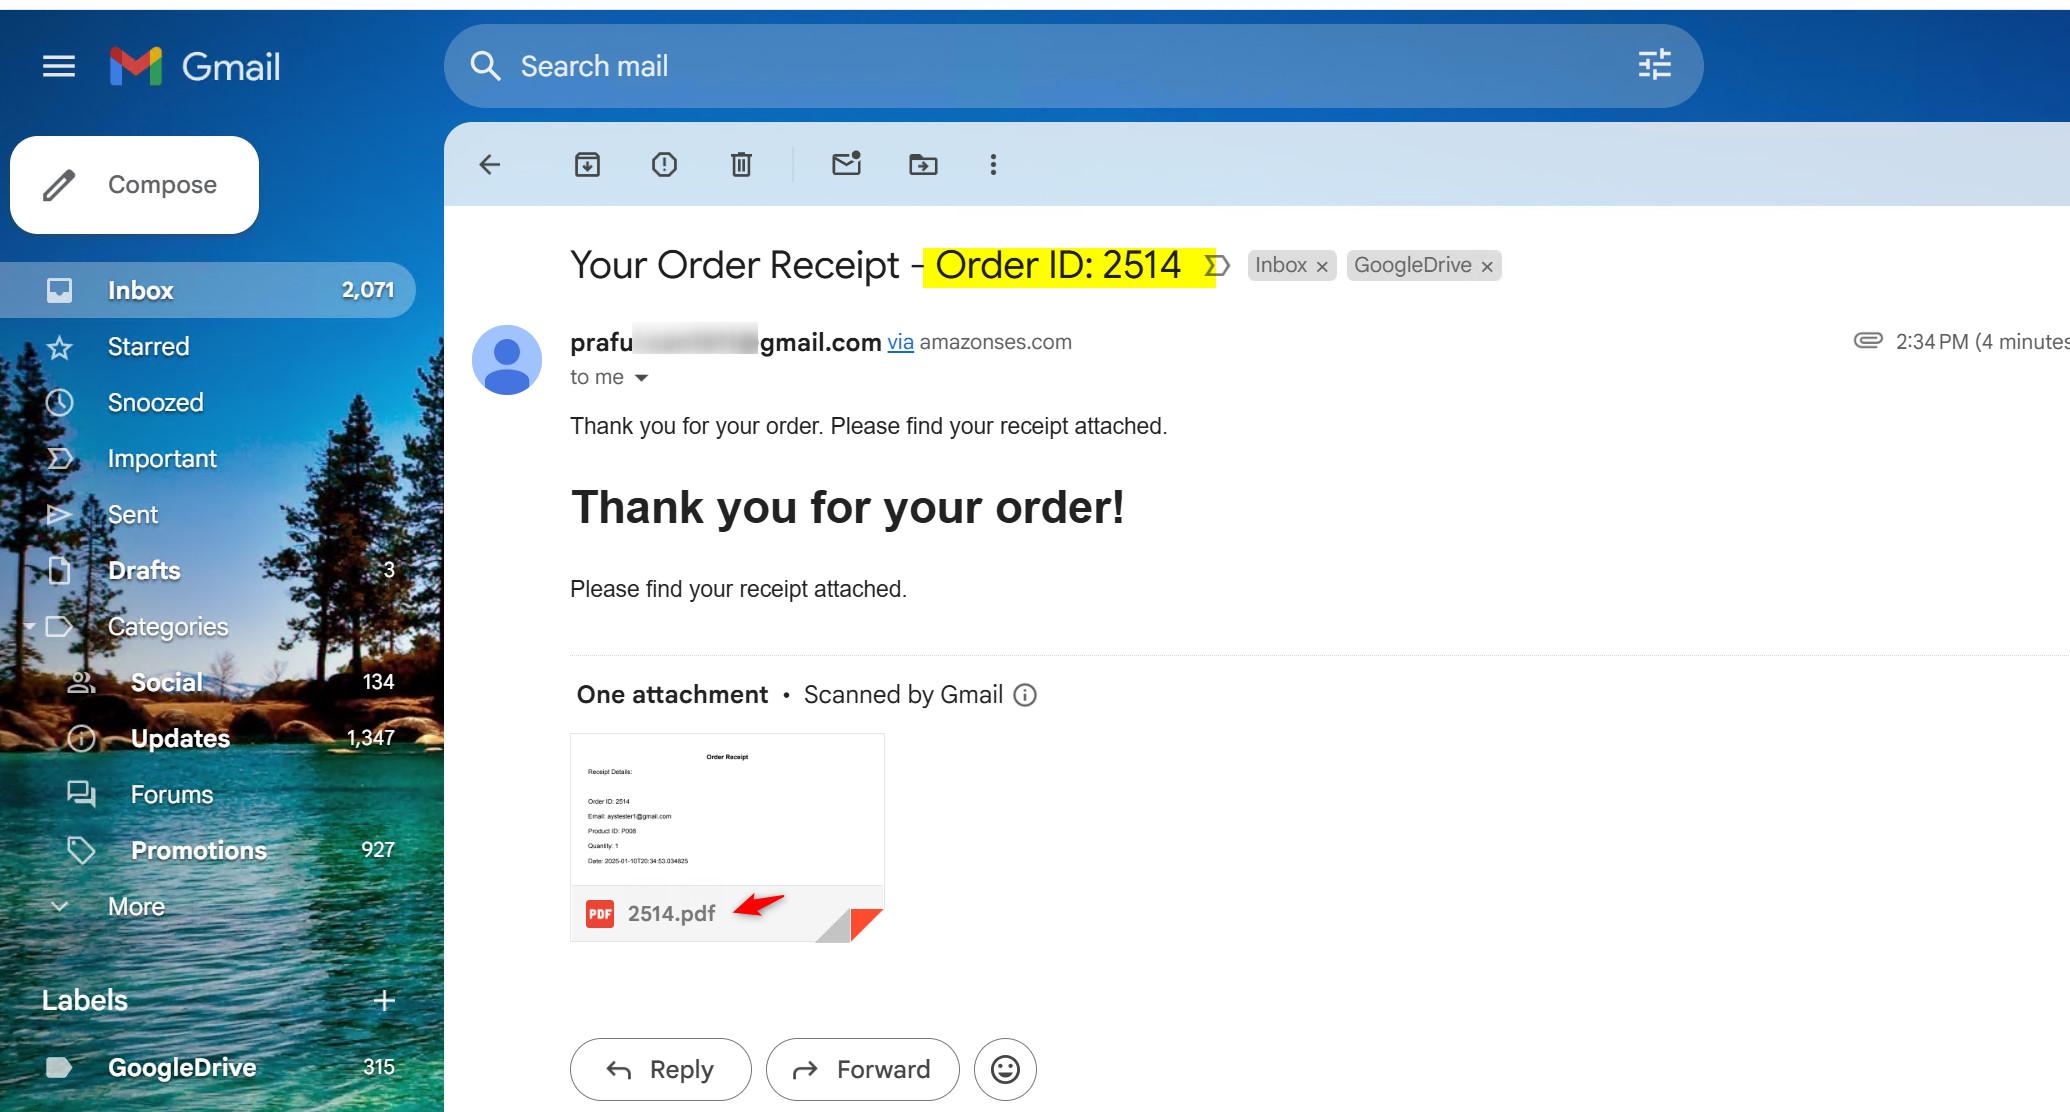 Gmail
Search mail
Compose
Inbox 2,071
Starred
Snoozed
Important
Sent
Drafts 3
Categories
Social 134
Updates 1,347
Forums
Promotions 927
More
Labels +
GoogleDrive 315
Your Order Receipt - Order ID: 2514 Inbox x GoogleDrive x
prafu gmail.com via amazonses.com 2:34 PM (4 minutes
to me
Thank you for your order. Please find your receipt attached.
Thank you for your order!
Please find your receipt attached.
One attachment • Scanned by Gmail
Order Receipt
Receipt Details:
Order ID: 2514
Email: aystester1@gmail.com
Product ID: P008
Quantity: 1
Date: 2025-01-10T20:34:53.034825
PDF 2514.pdf
Reply Forward